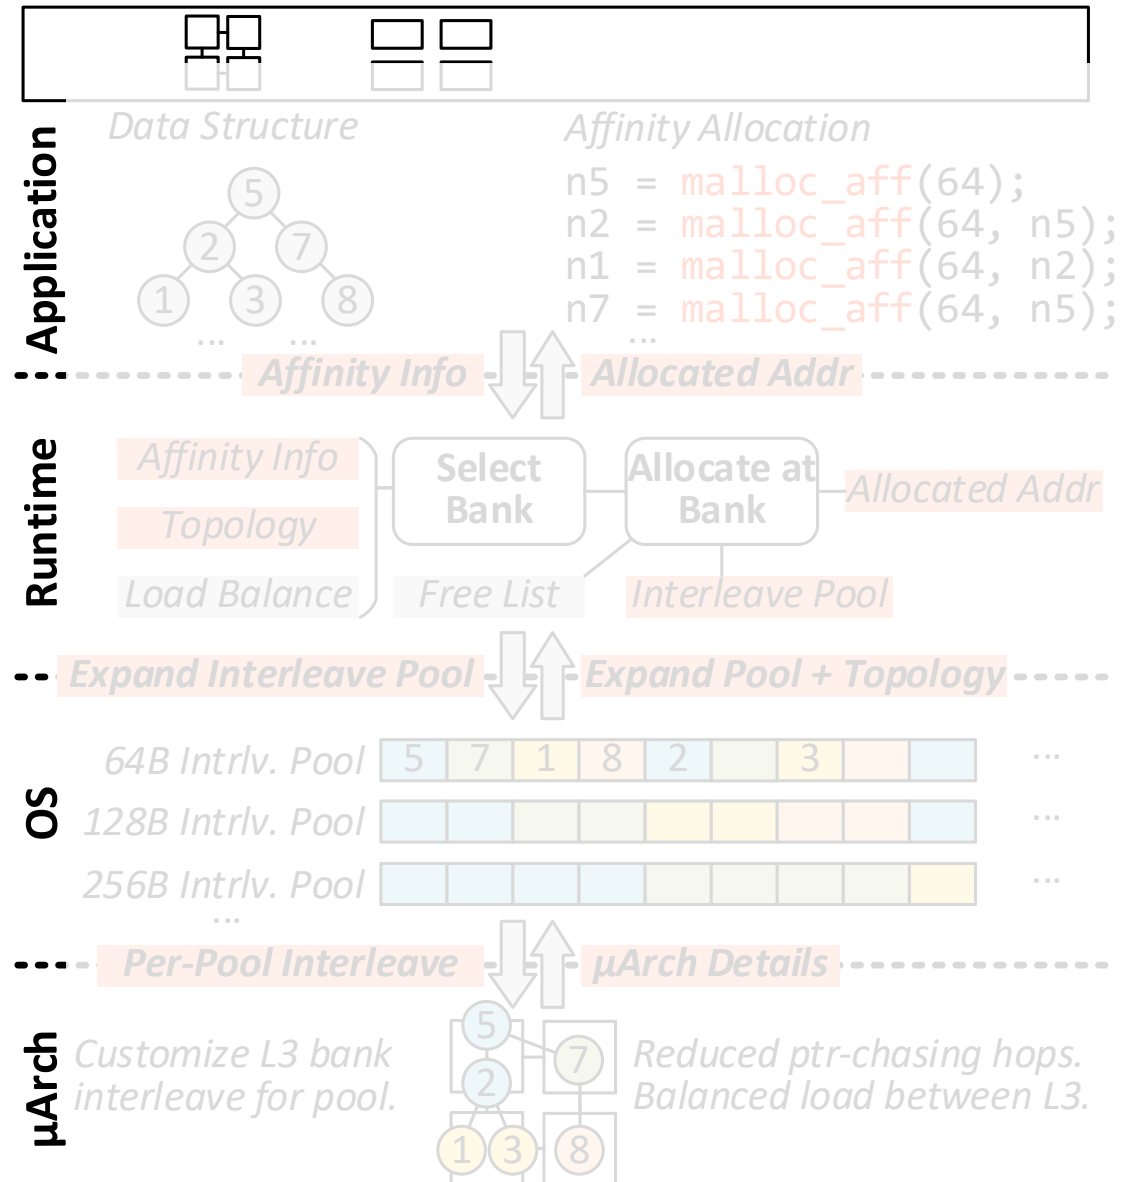 Data Structure
Affinity Allocation
5
2 7
1 3 8
... ...
n5 = malloc_aff(64);
n2 = malloc_aff(64, n5);
n1 = malloc_aff(64, n2);
n7 = malloc_aff(64, n5);
...
Application
Affinity Info
Allocated Addr
Runtime
Affinity Info
Topology
Load Balance
Select
Bank
Allocate at
Bank
Allocated Addr
Free List
Interleave Pool
Expand Interleave Pool
Expand Pool + Topology
OS
64B Intrlv. Pool 5 7 1 8 2 3 ...
128B Intrlv. Pool ...
256B Intrlv. Pool ...
...
Per-Pool Interleave
µArch Details
µArch
Customize L3 bank
interleave for pool.
5
7
2
1 3 8
Reduced ptr-chasing hops.
Balanced load between L3.